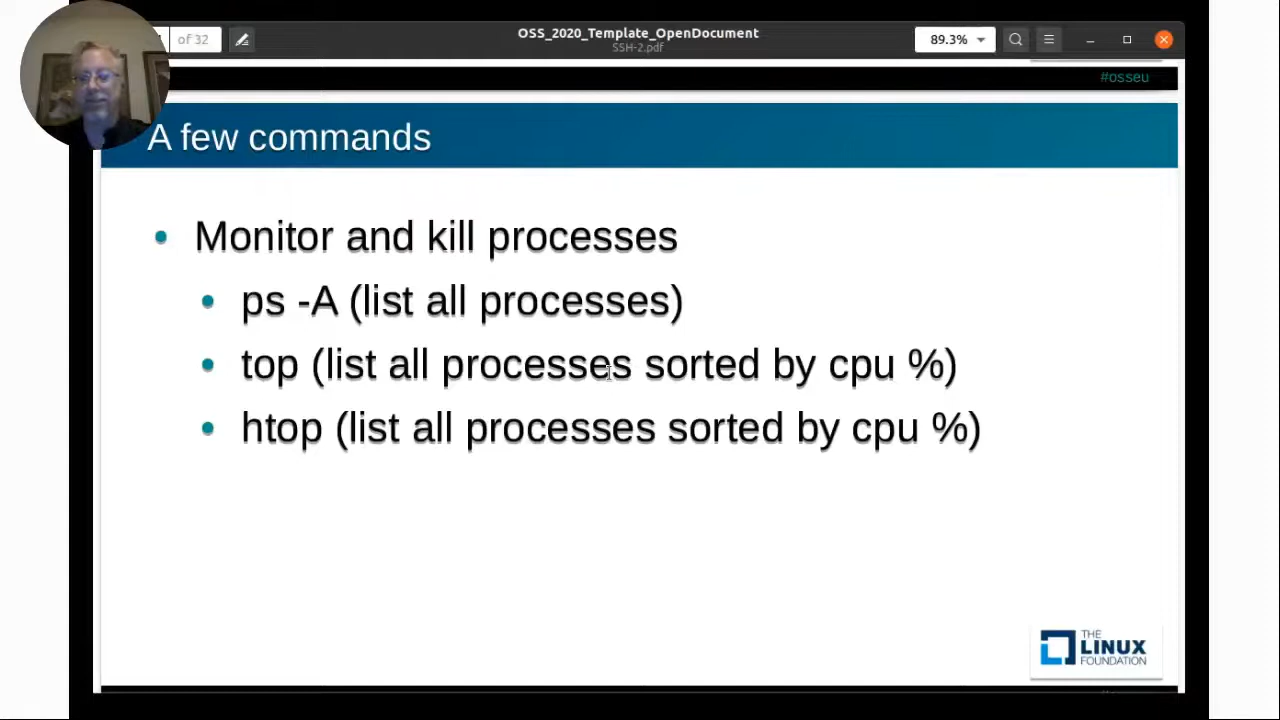 of 32
OSS_2020_Template_OpenDocument
SSH-2.pdf
89.3%
#osseu
A few commands
• Monitor and kill processes
• ps -A (list all processes)
• top (list all processes sorted by cpu %)
• htop (list all processes sorted by cpu %)
THE
LINUX
FOUNDATION